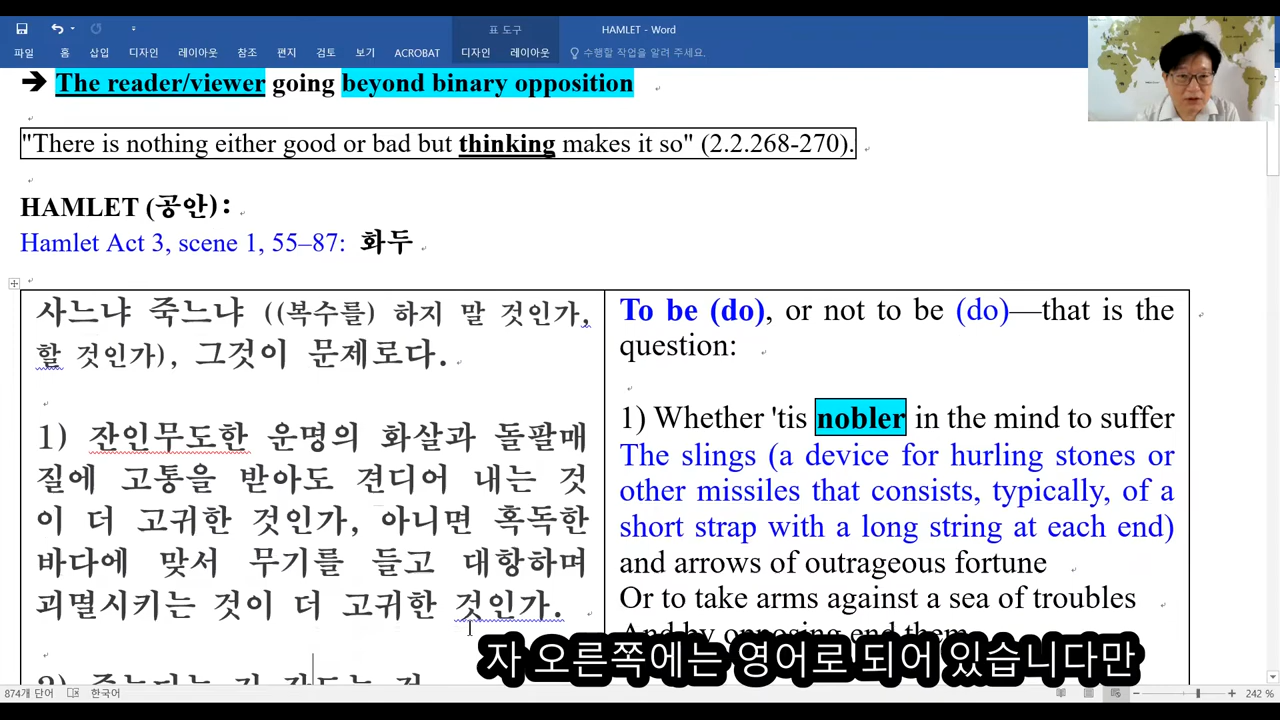 표 도구
HAMLET - Word
파일 홈 삽입 디자인 레이아웃 참조 편지 검토 보기 ACROBAT 디자인 레이아웃 수행할 작업을 알려 주세요.
➔ The reader/viewer going beyond binary opposition
"There is nothing either good or bad but thinking makes it so" (2.2.268-270).
HAMLET (공안):
Hamlet Act 3, scene 1, 55–87: 화두
사느냐 죽느냐 ((복수를) 하지 말 것인가,
할 것인가), 그것이 문제로다.
1) 잔인무도한 운명의 화살과 돌팔매
질에 고통을 받아도 견디어 내는 것
이 더 고귀한 것인가, 아니면 혹독한
바다에 맞서 무기를 들고 대항하며
괴멸시키는 것이 더 고귀한 것인가.
To be (do), or not to be (do)—that is the
question:
1) Whether 'tis nobler in the mind to suffer
The slings (a device for hurling stones or
other missiles that consists, typically, of a
short strap with a long string at each end)
and arrows of outrageous fortune
Or to take arms against a sea of troubles
And by opposing end them
자 오른쪽에는 영어로 되어 있습니다만
874개 단어 한국어 242 %